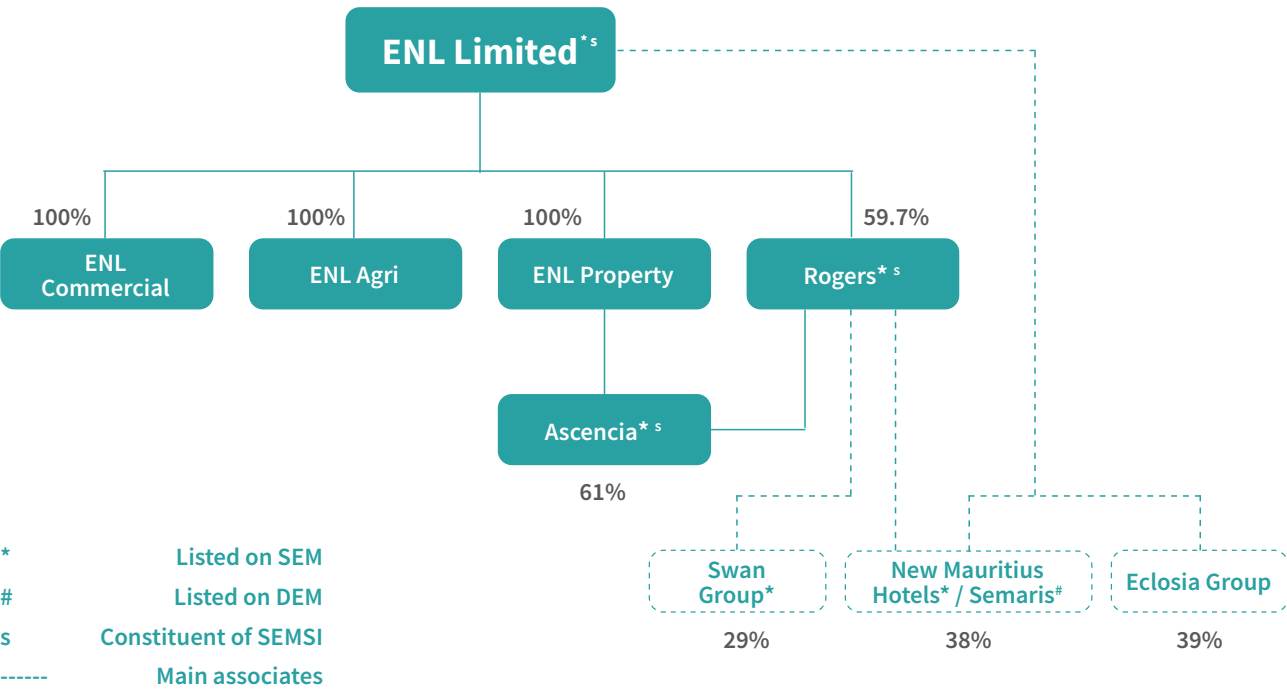 ENL Limited* s
100%
100%
100%
59.7%
ENL
Commercial
ENL Agri
ENL Property
Rogers* s
Ascencia* s
61%
Swan
Group*
New Mauritius
Hotels* / Semaris#
Eclosia Group
29%
38%
39%
* Listed on SEM
# Listed on DEM
s Constituent of SEMSI
------ Main associates